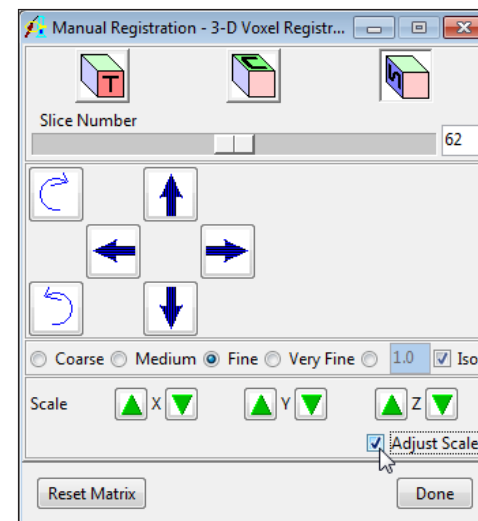 Manual Registration - 3-D Voxel Registr...
T
C
S
Slice Number
62
Coarse Medium Fine Very Fine 1.0 Iso
Scale X Y Z
Adjust Scale
Reset Matrix Done